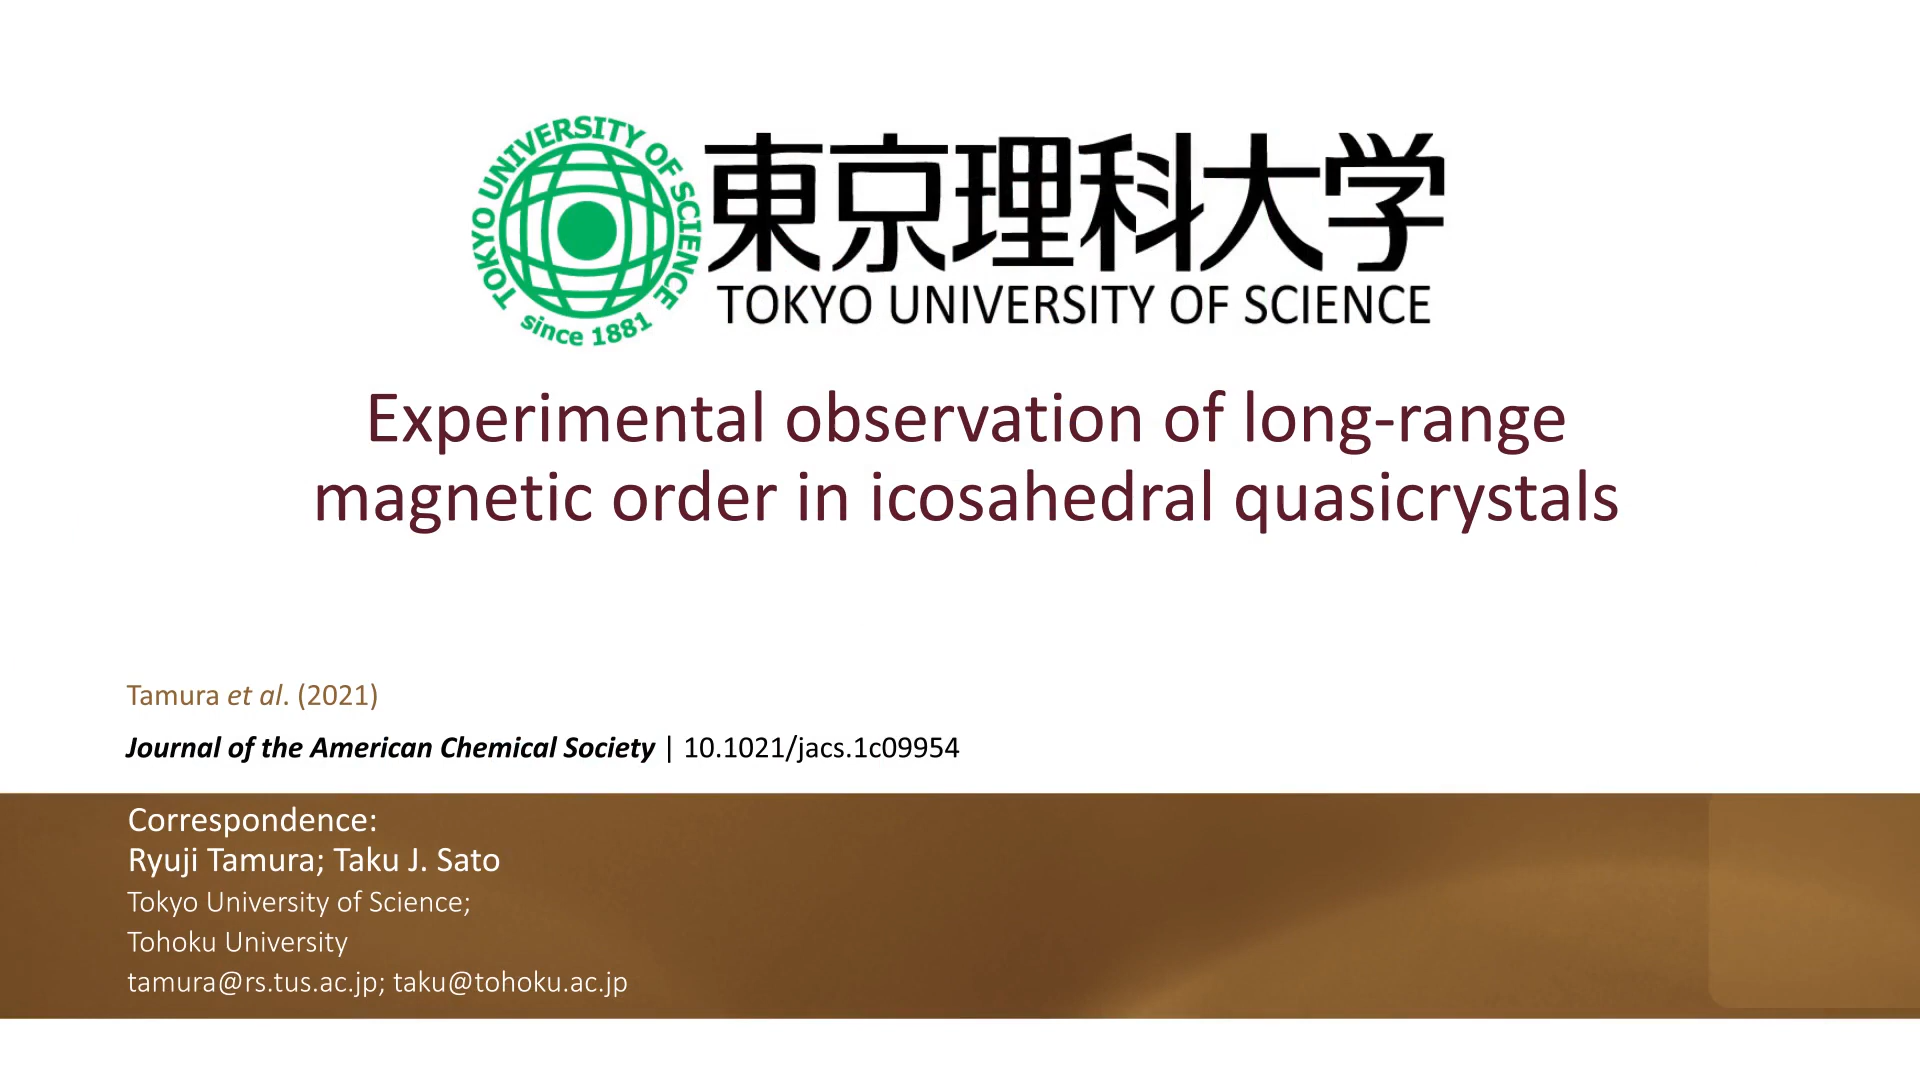 TOKYO UNIVERSITY OF SCIENCE
since 1881
東京理科大学
TOKYO UNIVERSITY OF SCIENCE
Experimental observation of long-range
magnetic order in icosahedral quasicrystals
Tamura et al. (2021)
Journal of the American Chemical Society | 10.1021/jacs.1c09954
Correspondence:
Ryuji Tamura; Taku J. Sato
Tokyo University of Science;
Tohoku University
tamura@rs.tus.ac.jp; taku@tohoku.ac.jp